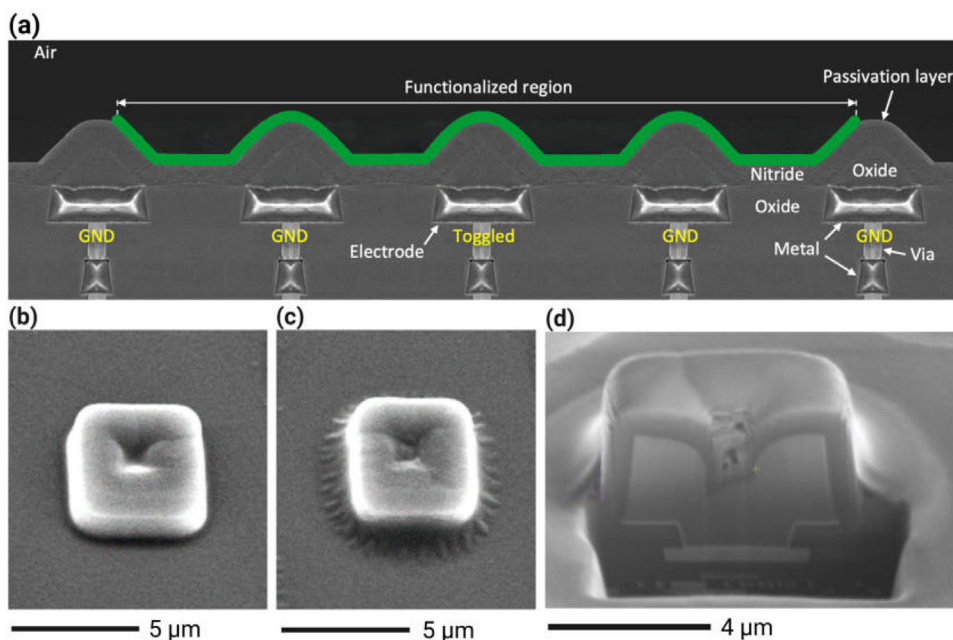 (a)
Air
Functionalized region
Passivation layer
Nitride
Oxide
Oxide
GND
GND
Electrode
Toggled
GND
Metal
GND
Via
(b)
(c)
(d)
5 µm
5 µm
4 µm